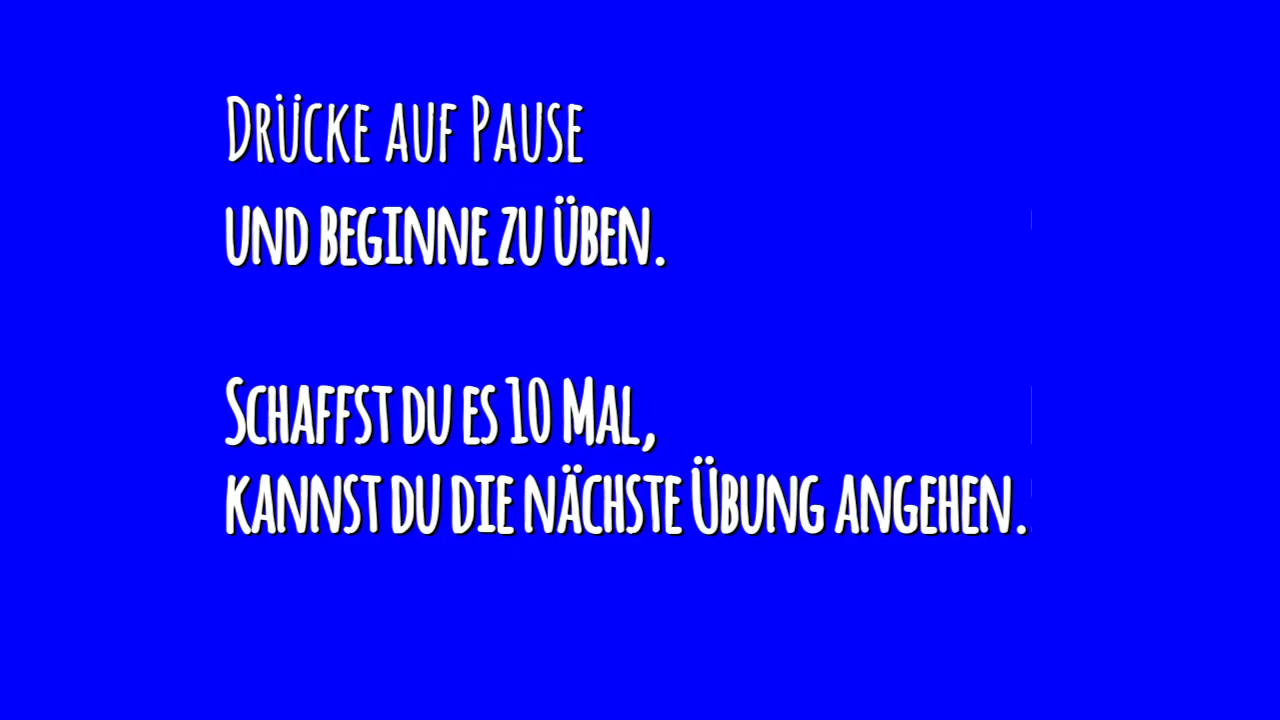 Drücke auf Pause
und beginne zu üben.
Schaffst du es 10 Mal,
kannst du die nächste Übung angehen.